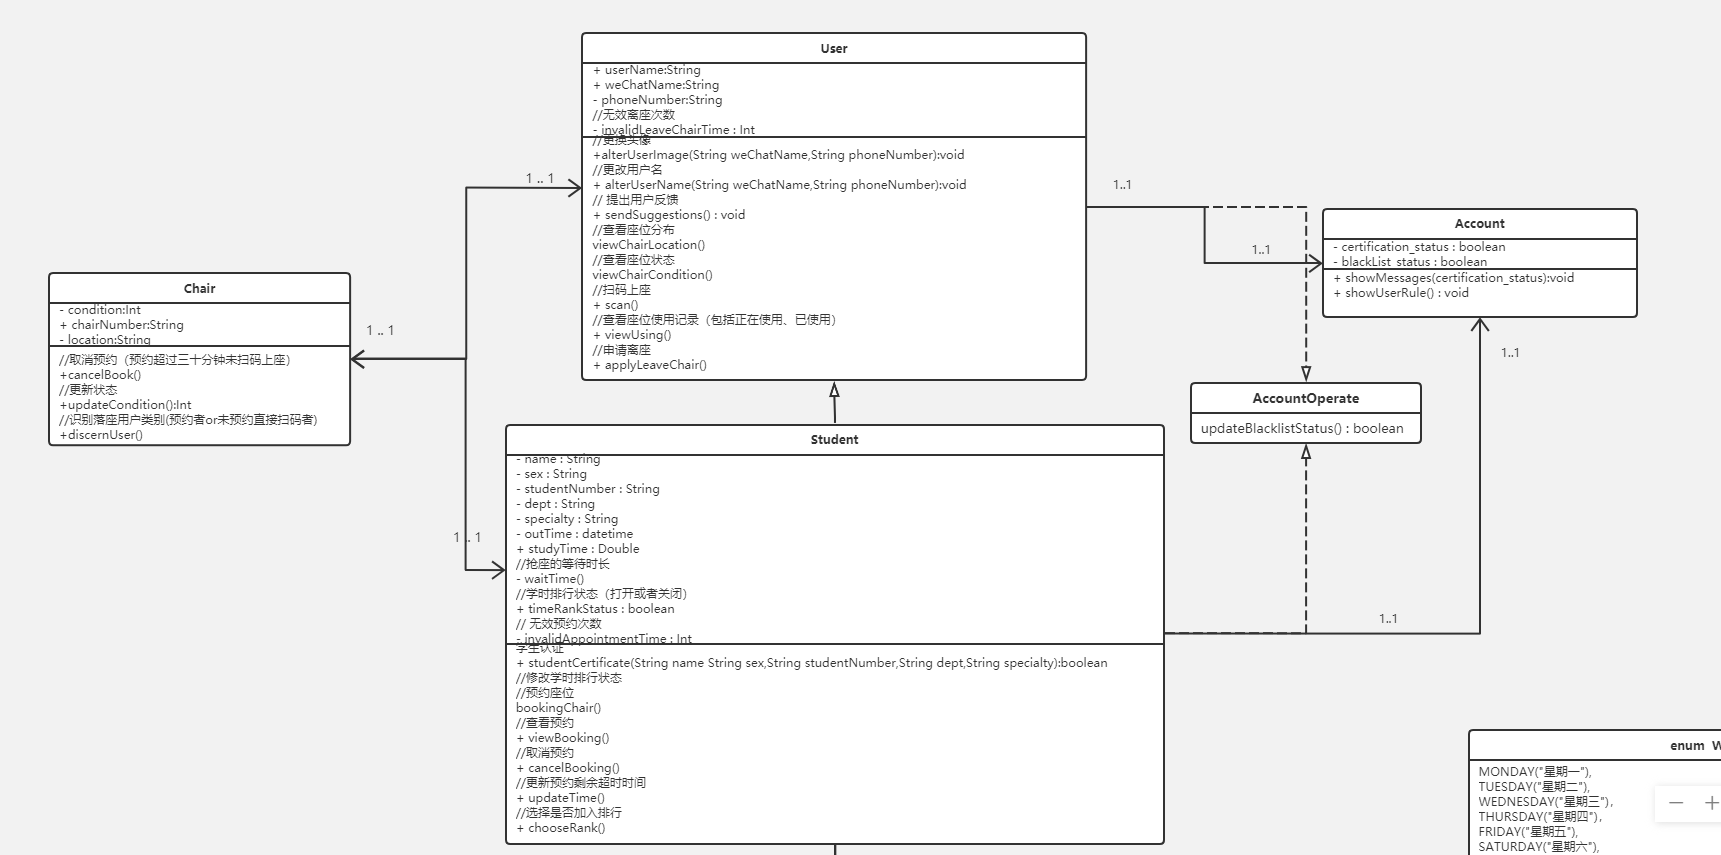 User
+ userName:String
+ weChatName:String
- phoneNumber:String
//无效离座次数
- invalidLeaveChairTime : Int
//更换头像
+alterUserImage(String weChatName,String phoneNumber):void
//更改用户名
+ alterUserName(String weChatName,String phoneNumber):void
// 提出用户反馈
+ sendSuggestions() : void
//查看座位分布
viewChairLocation()
//查看座位状态
viewChairCondition()
//扫码上座
+ scan()
//查看座位使用记录（包括正在使用、已使用）
+ viewUsing()
//申请离座
+ applyLeaveChair()
1 .. 1
1..1
1..1
Account
- certification_status : boolean
- blackList_status : boolean
+ showMessages(certification_status):void
+ showUserRule() : void
Chair
- condition:Int
+ chairNumber:String
- location:String
//取消预约（预约超过三十分钟未扫码上座）
+cancelBook()
//更新状态
+updateCondition():Int
//识别落座用户类别(预约者or未预约直接扫码者)
+discernUser()
1 .. 1
1..1
AccountOperate
updateBlacklistStatus() : boolean
1 .. 1
Student
- name : String
- sex : String
- studentNumber : String
- dept : String
- specialty : String
- outTime : datetime
+ studyTime : Double
//抢座的等待时长
- waitTime()
//学时排行状态（打开或者关闭）
+ timeRankStatus : boolean
// 无效预约次数
- invalidAppointmentTime : Int
学生认证
+ studentCertificate(String name String sex,String studentNumber,String dept,String specialty):boolean
//修改学时排行状态
//预约座位
bookingChair()
//查看预约
+ viewBooking()
//取消预约
+ cancelBooking()
//更新预约剩余超时时间
+ updateTime()
//选择是否加入排行
+ chooseRank()
1..1
enum W
MONDAY("星期一"),
TUESDAY("星期二"),
WEDNESDAY("星期三"),
THURSDAY("星期四"),
FRIDAY("星期五"),
SATURDAY("星期六"),